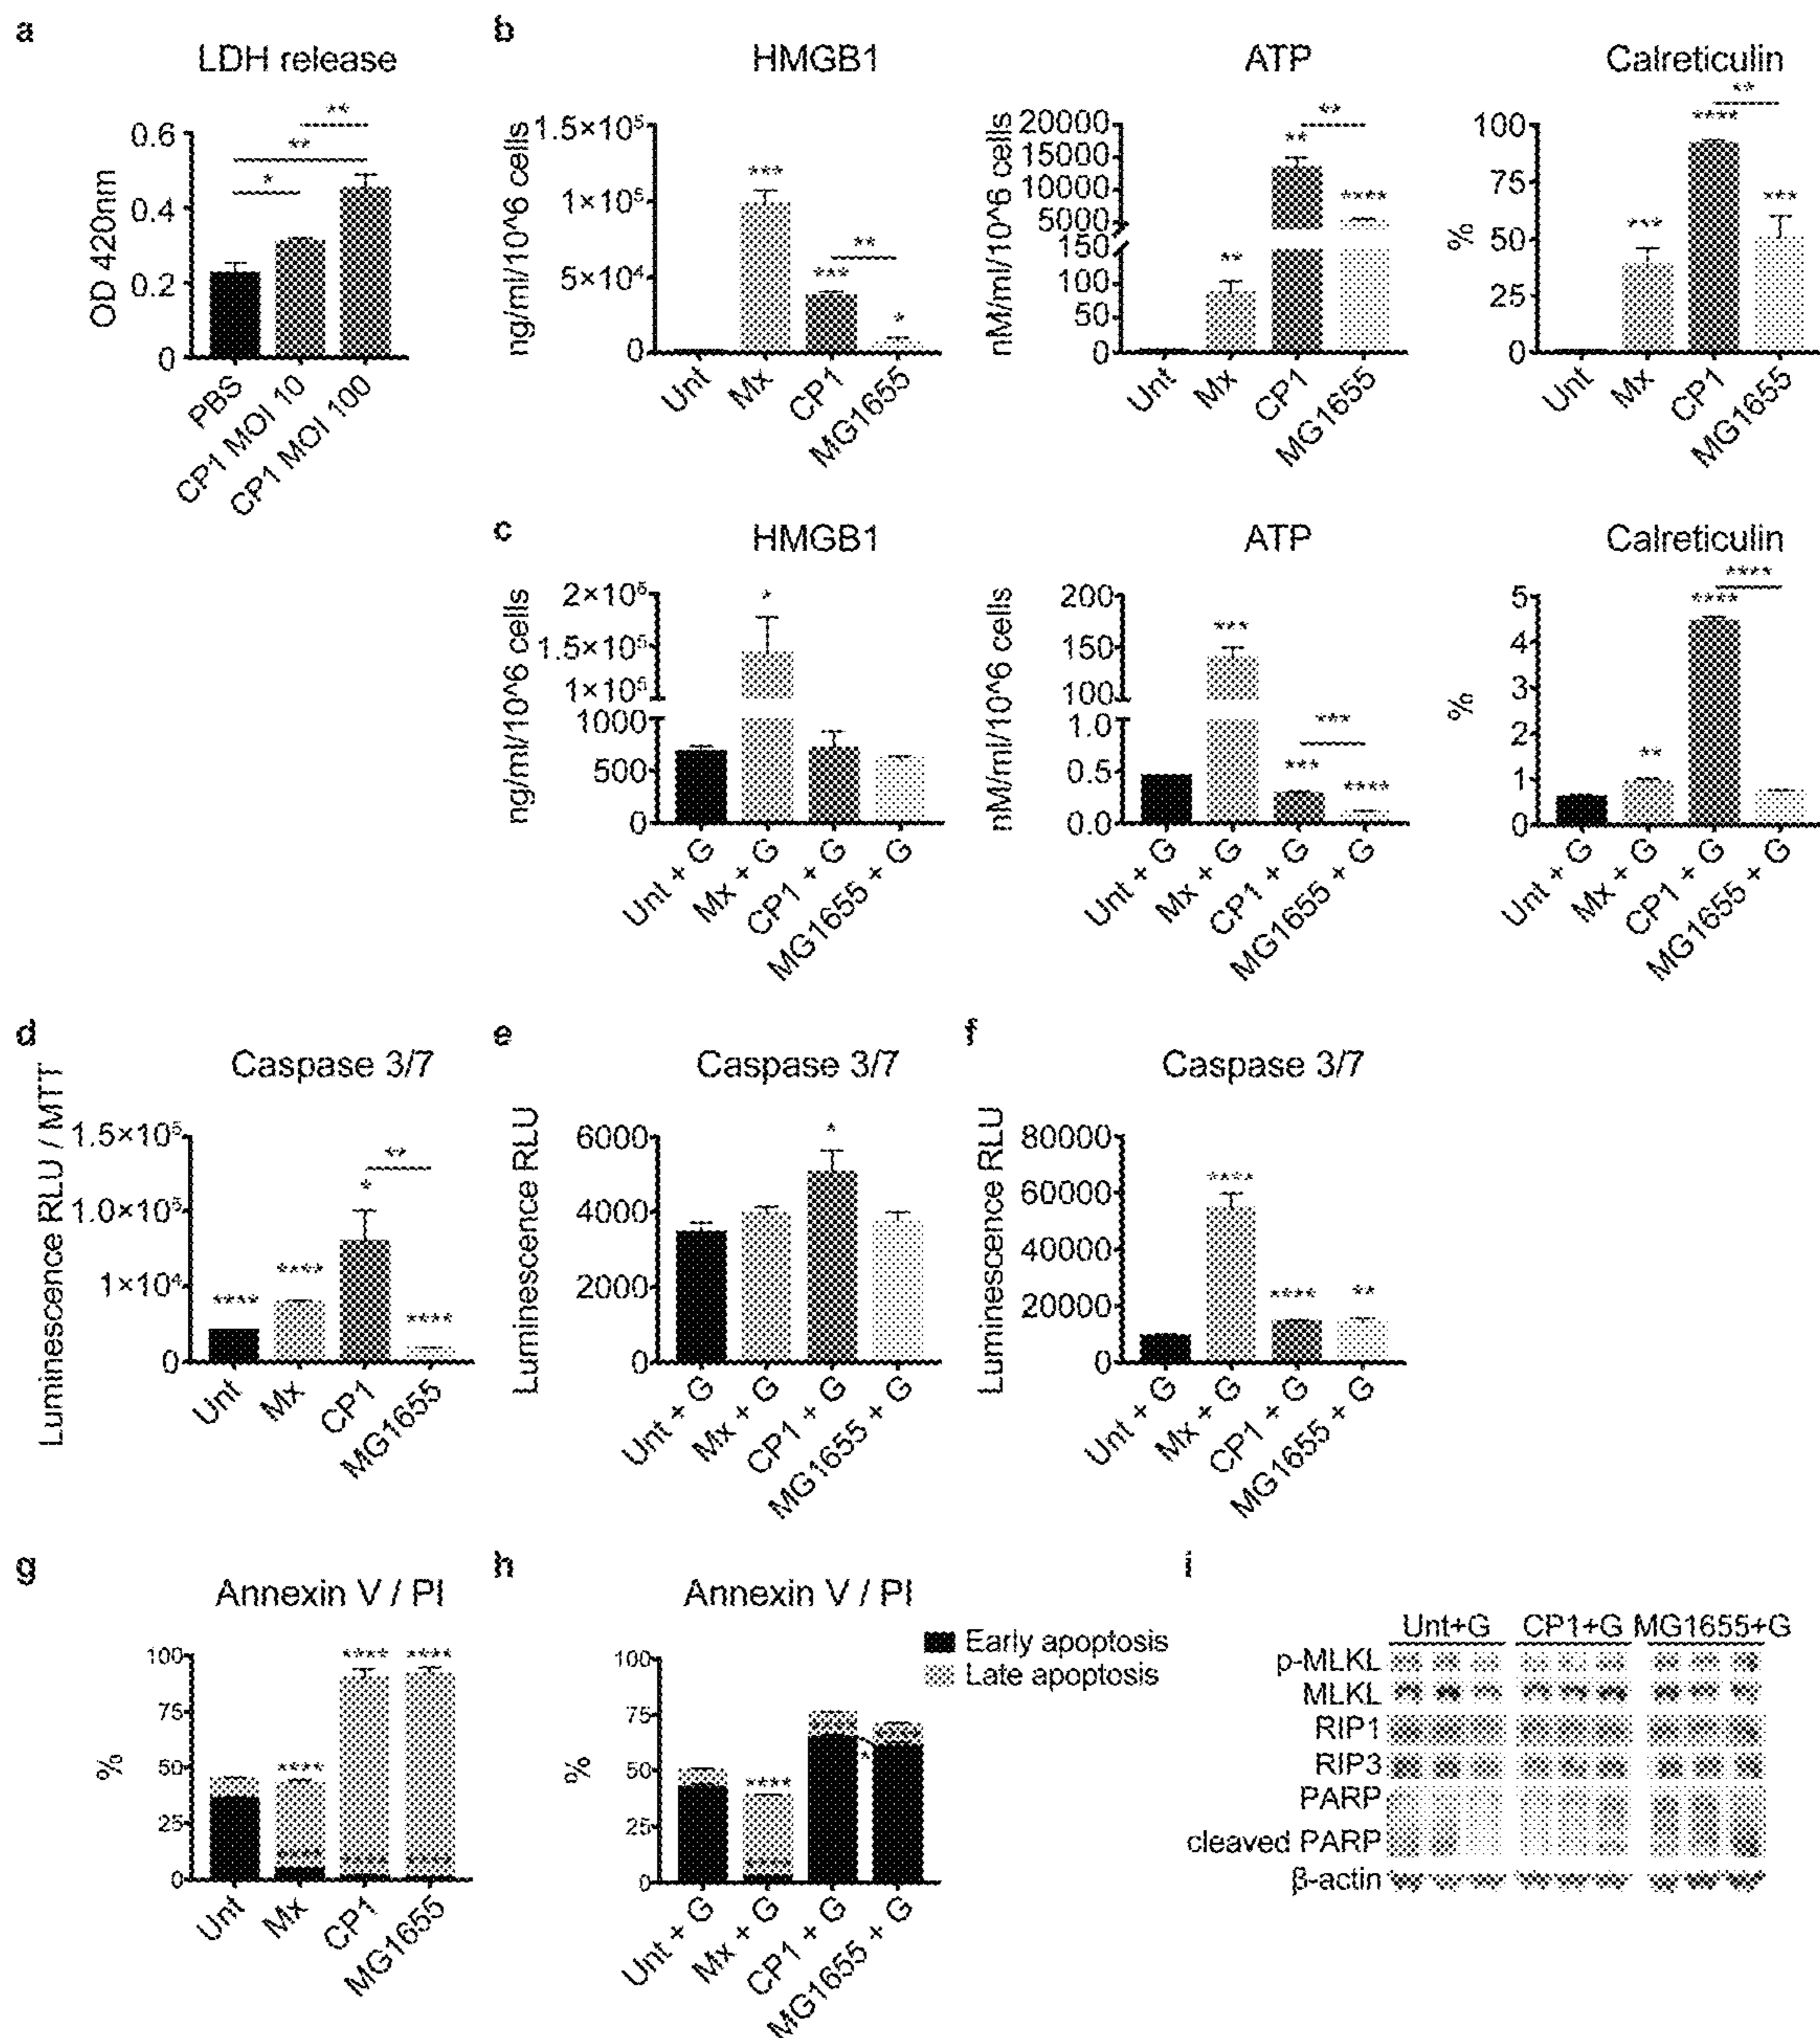 a
LDH release
OD 420nm
0.6
0.4
0.2
0
**
**
*
PBS
CP1 MOI 10
CP1 MOI 100
b
HMGB1
ng/ml/10^6 cells
1.5×10⁵
1×10⁵
5×10⁴
0
***
***
**
*
Unt
Mx
CP1
MG1655
ATP
nM/ml/10^6 cells
20000
15000
10000
5000
150
100
50
0
**
**
**
****
Unt
Mx
CP1
MG1655
Calreticulin
%
100
75
50
25
0
***
****
**
***
Unt
Mx
CP1
MG1655
c
HMGB1
ng/ml/10^6 cells
2×10⁵
1.5×10⁵
1×10⁵
1000
500
0
*
Unt + G
Mx + G
CP1 + G
MG1655 + G
ATP
nM/ml/10^6 cells
200
150
100
1.0
0.5
0.0
***
***
***
****
Unt + G
Mx + G
CP1 + G
MG1655 + G
Calreticulin
%
5
4
3
2
1
0
**
****
****
Unt + G
Mx + G
CP1 + G
MG1655 + G
d
Caspase 3/7
Luminescence RLU / MTT
1.5×10⁵
1.0×10⁵
1×10⁴
0
****
****
*
**
****
Unt
Mx
CP1
MG1655
e
Caspase 3/7
Luminescence RLU
6000
4000
2000
0
*
Unt + G
Mx + G
CP1 + G
MG1655 + G
f
Caspase 3/7
Luminescence RLU
80000
60000
40000
20000
0
****
****
**
Unt + G
Mx + G
CP1 + G
MG1655 + G
g
Annexin V / PI
%
100
75
50
25
0
****
****
****
****
Unt
Mx
CP1
MG1655
h
Annexin V / PI
%
100
75
50
25
0
****
*
Unt + G
Mx + G
CP1 + G
MG1655 + G
Early apoptosis
Late apoptosis
i
Unt+G CP1+G MG1655+G
p-MLKL
MLKL
RIP1
RIP3
PARP
cleaved PARP
β-actin